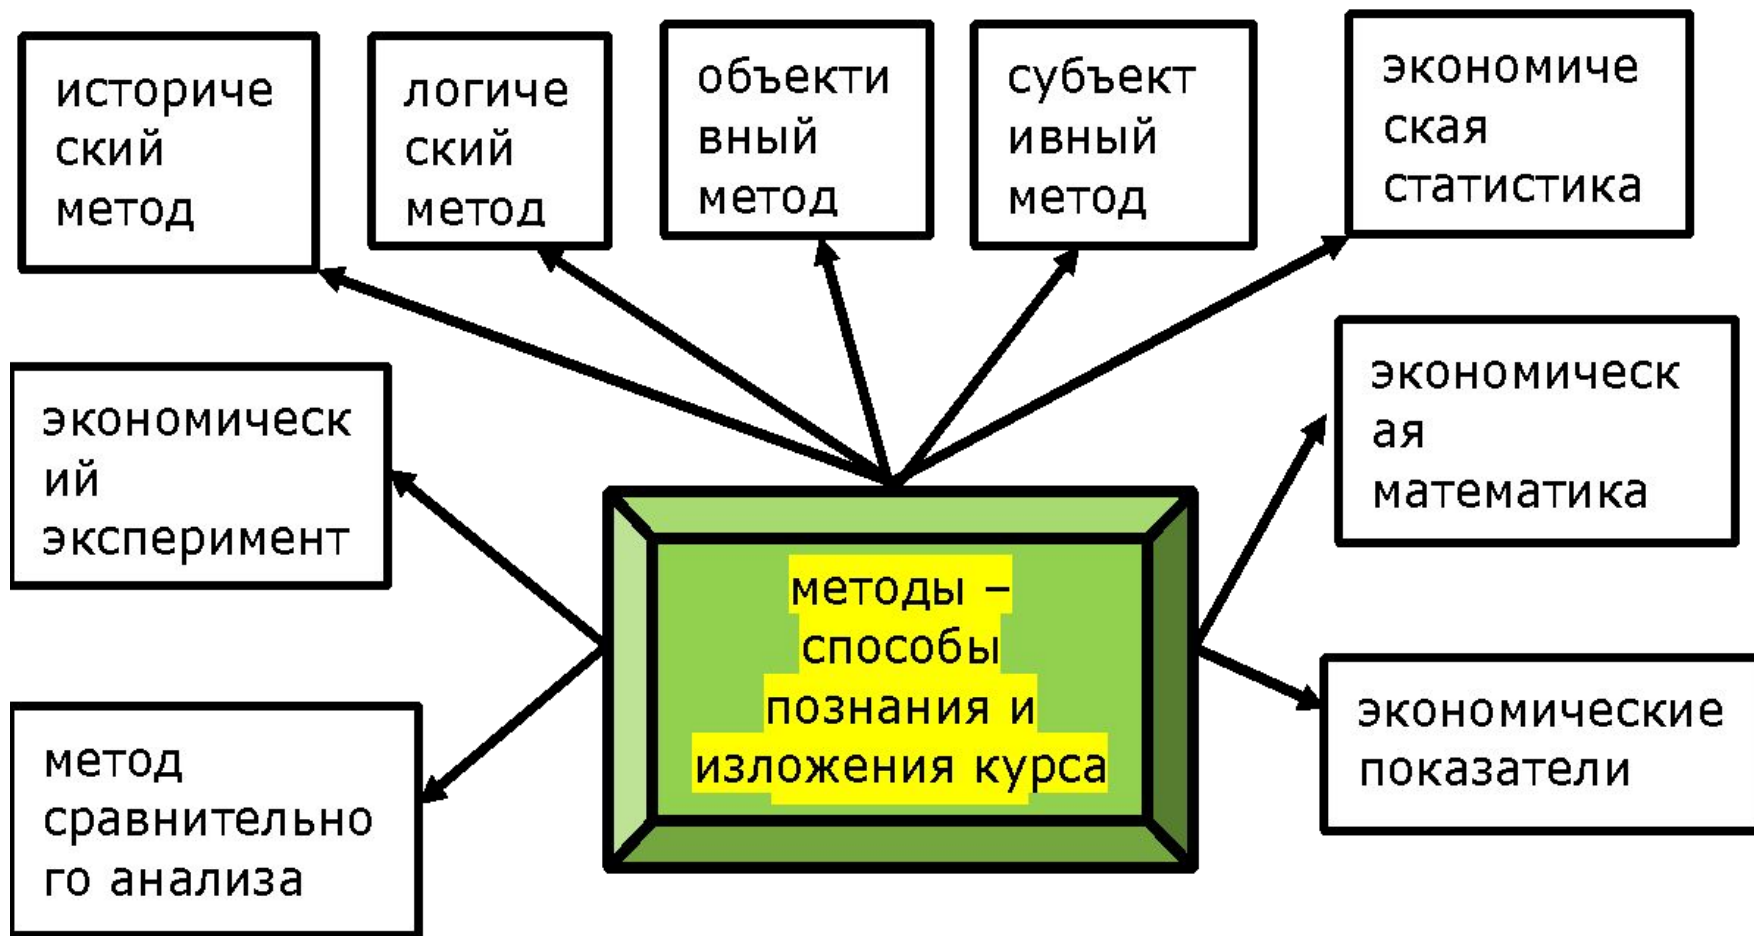 историче
ский
метод
логиче
ский
метод
объекти
вный
метод
субъект
ивный
метод
экономиче
ская
статистика
экономическ
ий
эксперимент
экономическ
ая
математика
методы –
способы
познания и
изложения курса
метод
сравнительно
го анализа
экономические
показатели